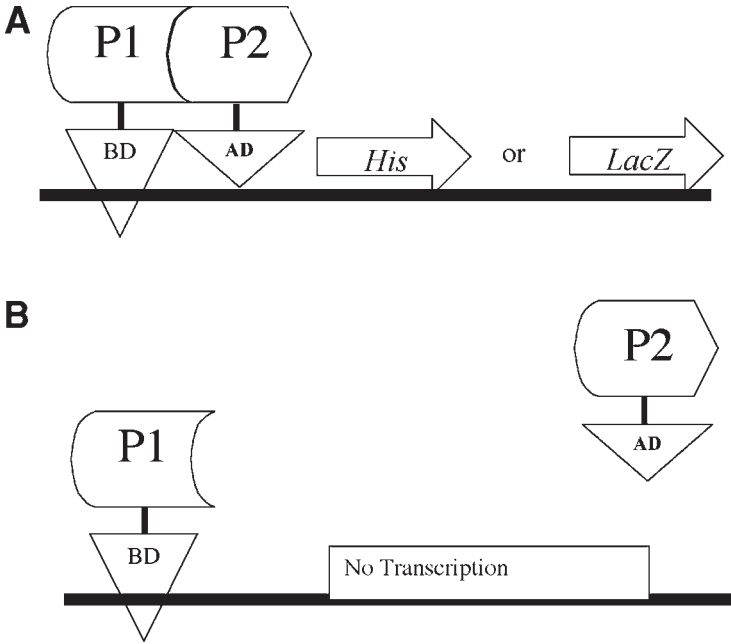 A
P1 P2
BD AD
His or LacZ
B
P2
AD
P1
BD
No Transcription